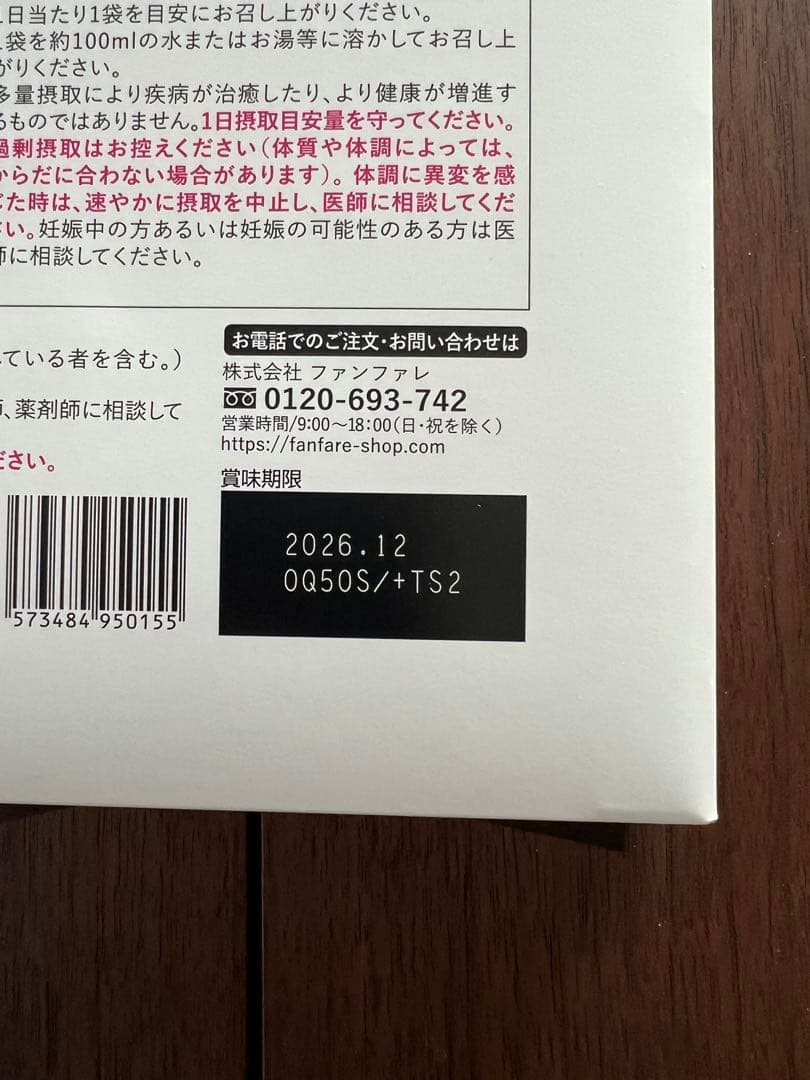 1日当たり1袋を目安にお召し上がりください。
1袋を約100mlの水またはお湯等に溶かしてお召し上
がりください。
多量摂取により疾病が治癒したり、より健康が増進す
るものではありません。1日摂取目安量を守ってください。
過剰摂取はお控えください(体質や体調によっては、
からだに合わない場合があります)。体調に異変を感
じた時は、速やかに摂取を中止し、医師に相談してくだ
さい。妊娠中の方あるいは妊娠の可能性のある方は医
師に相談してください。
ている者を含む。)
、薬剤師に相談して
ださい。
お電話でのご注文・お問い合わせは
株式会社 ファンファレ
0120-693-742
営業時間/9:00〜18:00(日・祝を除く)
https://fanfare-shop.com
賞味期限
2026.12
0Q50S/+TS2
573484 950155